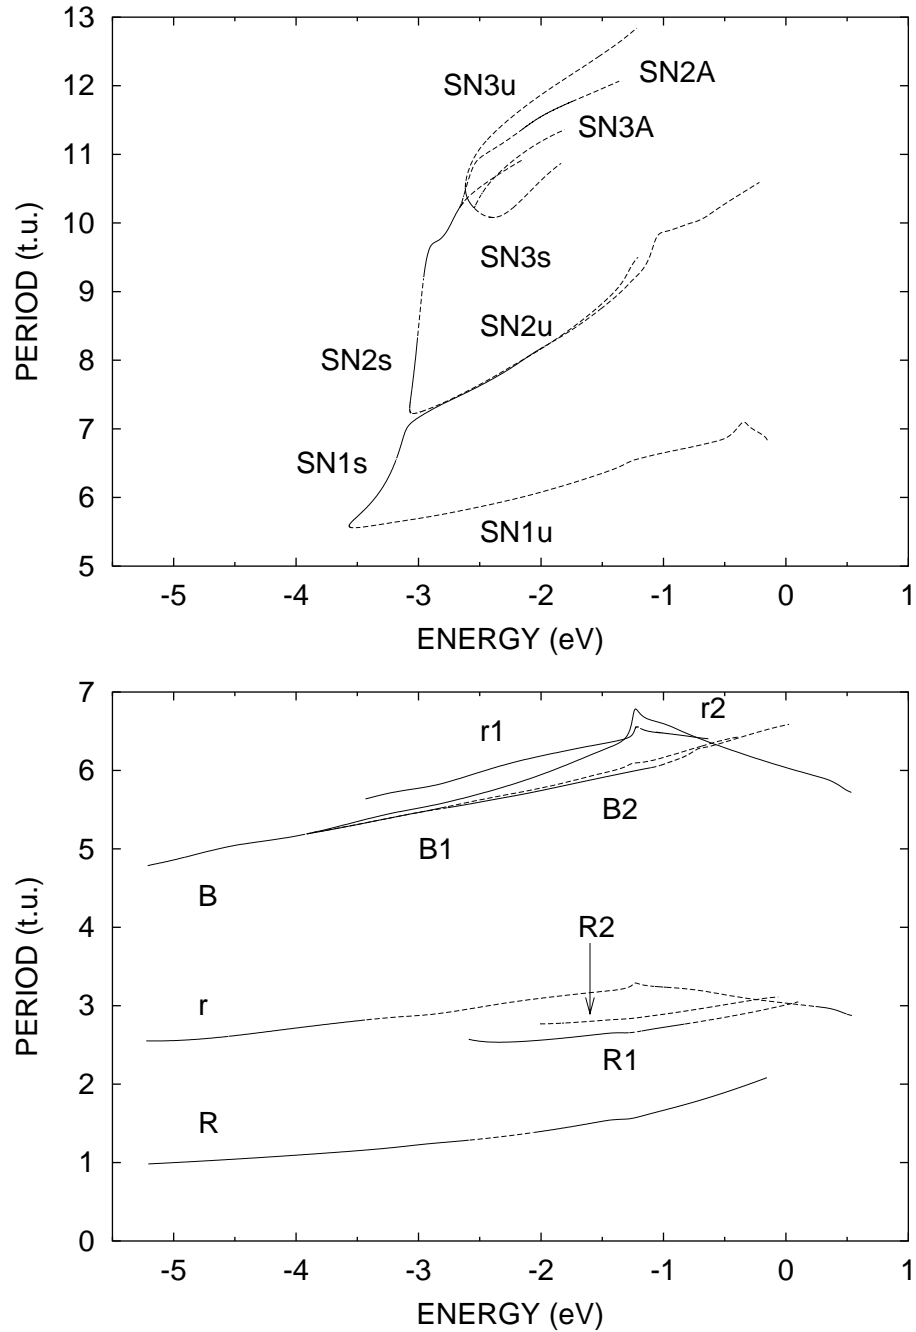 13
12
11
10
9
8
7
6
5
PERIOD (t.u.)
SN3u
SN2A
SN3A
SN3s
SN2u
SN2s
SN1s
SN1u
-5 -4 -3 -2 -1 0 1
ENERGY (eV)
7
6
5
4
3
2
1
0
PERIOD (t.u.)
r1
r2
B2
B1
B
R2
r
R1
R
-5 -4 -3 -2 -1 0 1
ENERGY (eV)